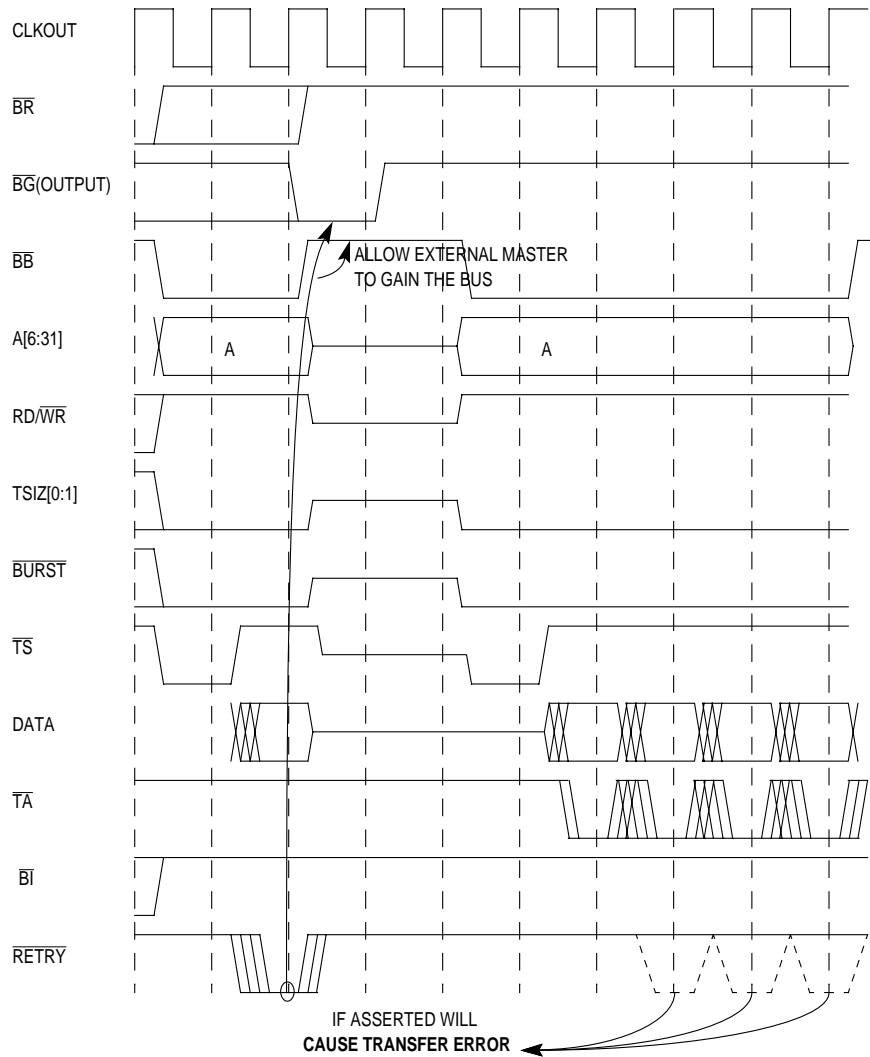 CLKOUT
BR
BG(OUTPUT)
BB
ALLOW EXTERNAL MASTER
TO GAIN THE BUS
A[6:31]
A
A
RD/WR
TSIZ[0:1]
BURST
TS
DATA
TA
BI
RETRY
IF ASSERTED WILL
CAUSE TRANSFER ERROR